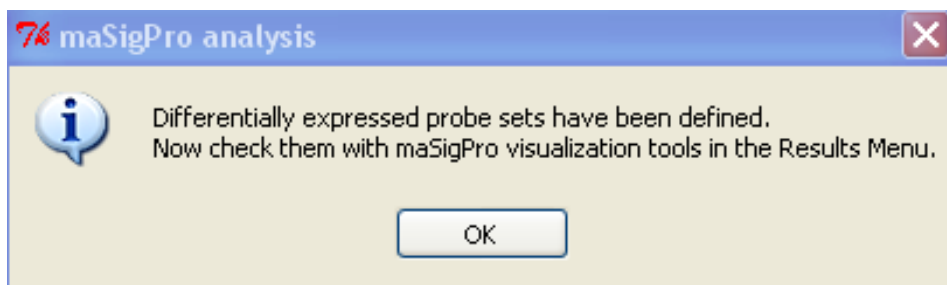 maSigPro analysis
Differentially expressed probe sets have been defined.
Now check them with maSigPro visualization tools in the Results Menu.
OK